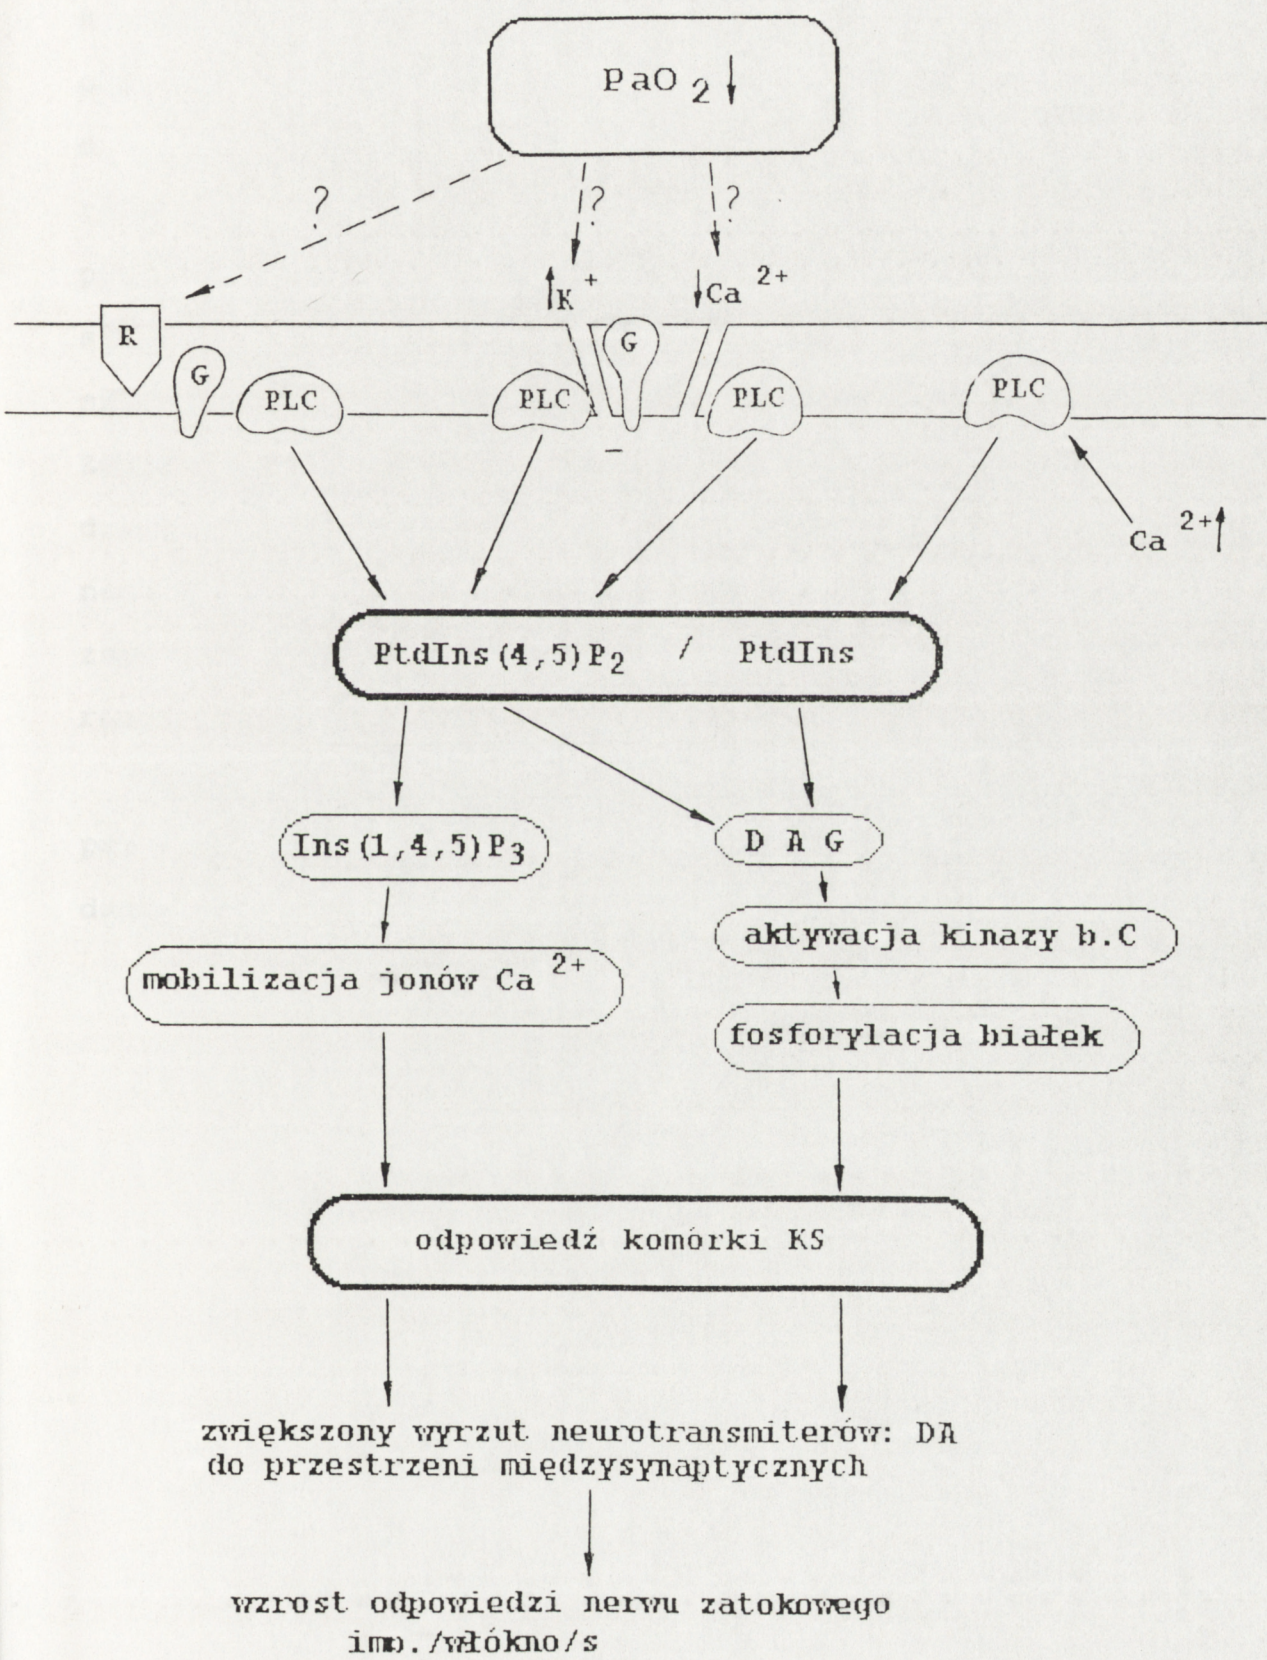 PaO2↓
? ? ?
↑K+ ↓Ca2+
R G PLC PLC G PLC PLC
−
Ca2+↑
PtdIns(4,5)P2 / PtdIns
Ins(1,4,5)P3 D A G
aktywacja kinazy b.C
mobilizacja jonów Ca2+
fosforylacja białek
odpowiedź komórki KS
zwiększony wyrzut neurotransmiterów: DA
do przestrzeni międzysynaptycznych
wzrost odpowiedzi nerwu zatokowego
imp./włókno/s